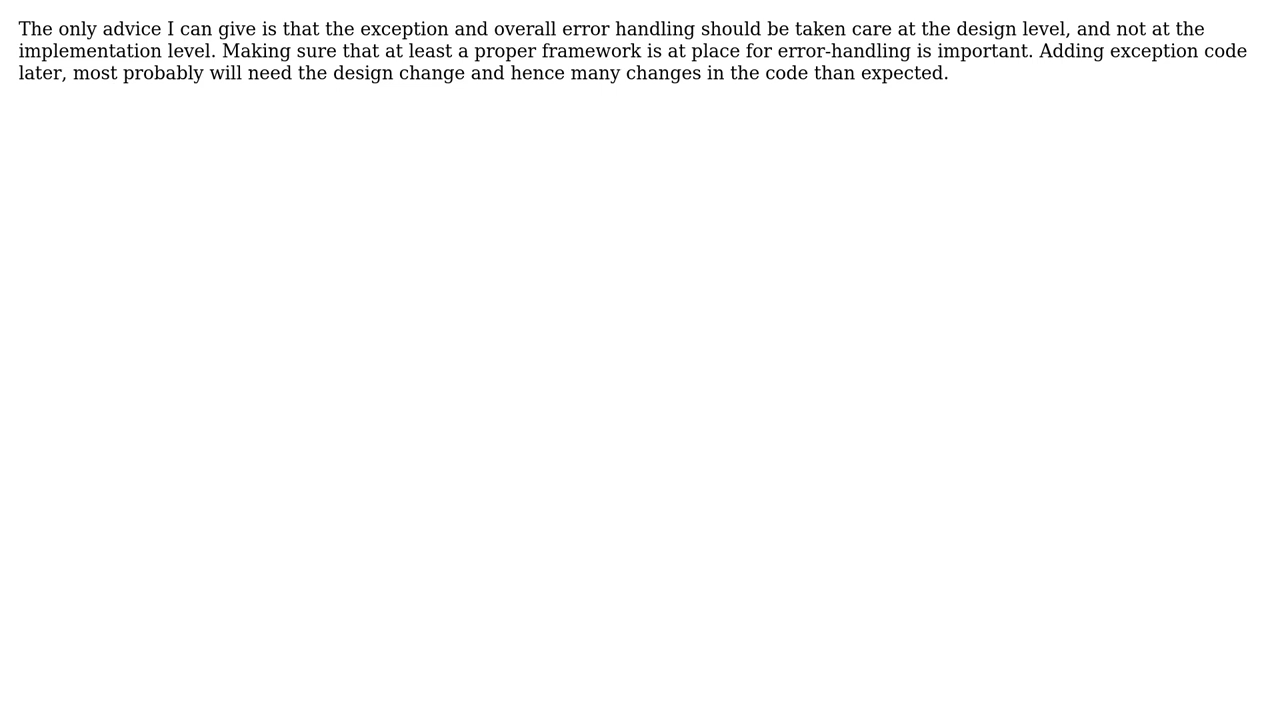 The only advice I can give is that the exception and overall error handling should be taken care at the design level, and not at the
implementation level. Making sure that at least a proper framework is at place for error-handling is important. Adding exception code
later, most probably will need the design change and hence many changes in the code than expected.